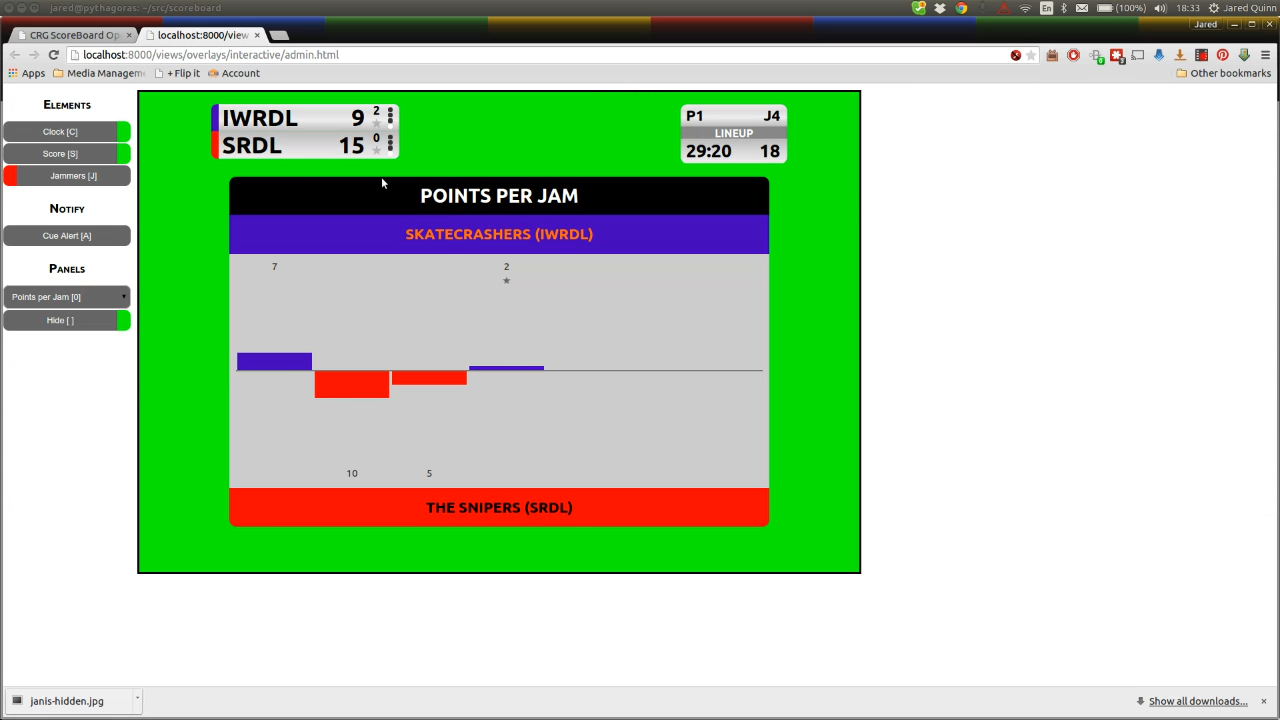 jared@pythagoras: ~/src/scoreboard
En
(100%)
18:33
Jared Quinn
CRG ScoreBoard Op
localhost:8000/view
Jared
localhost:8000/views/overlays/interactive/admin.html
Apps
Media Managem
+ Flip it
Account
Other bookmarks
Elements
Clock [C]
Score [S]
Jammers [J]
Notify
Cue Alert [A]
Panels
Points per Jam [0]
Hide [ ]
IWRDL 9 2
SRDL 15 0
P1 J4
LINEUP
29:20 18
POINTS PER JAM
SKATECRASHERS (IWRDL)
7 2
10 5
THE SNIPERS (SRDL)
janis-hidden.jpg
Show all downloads...